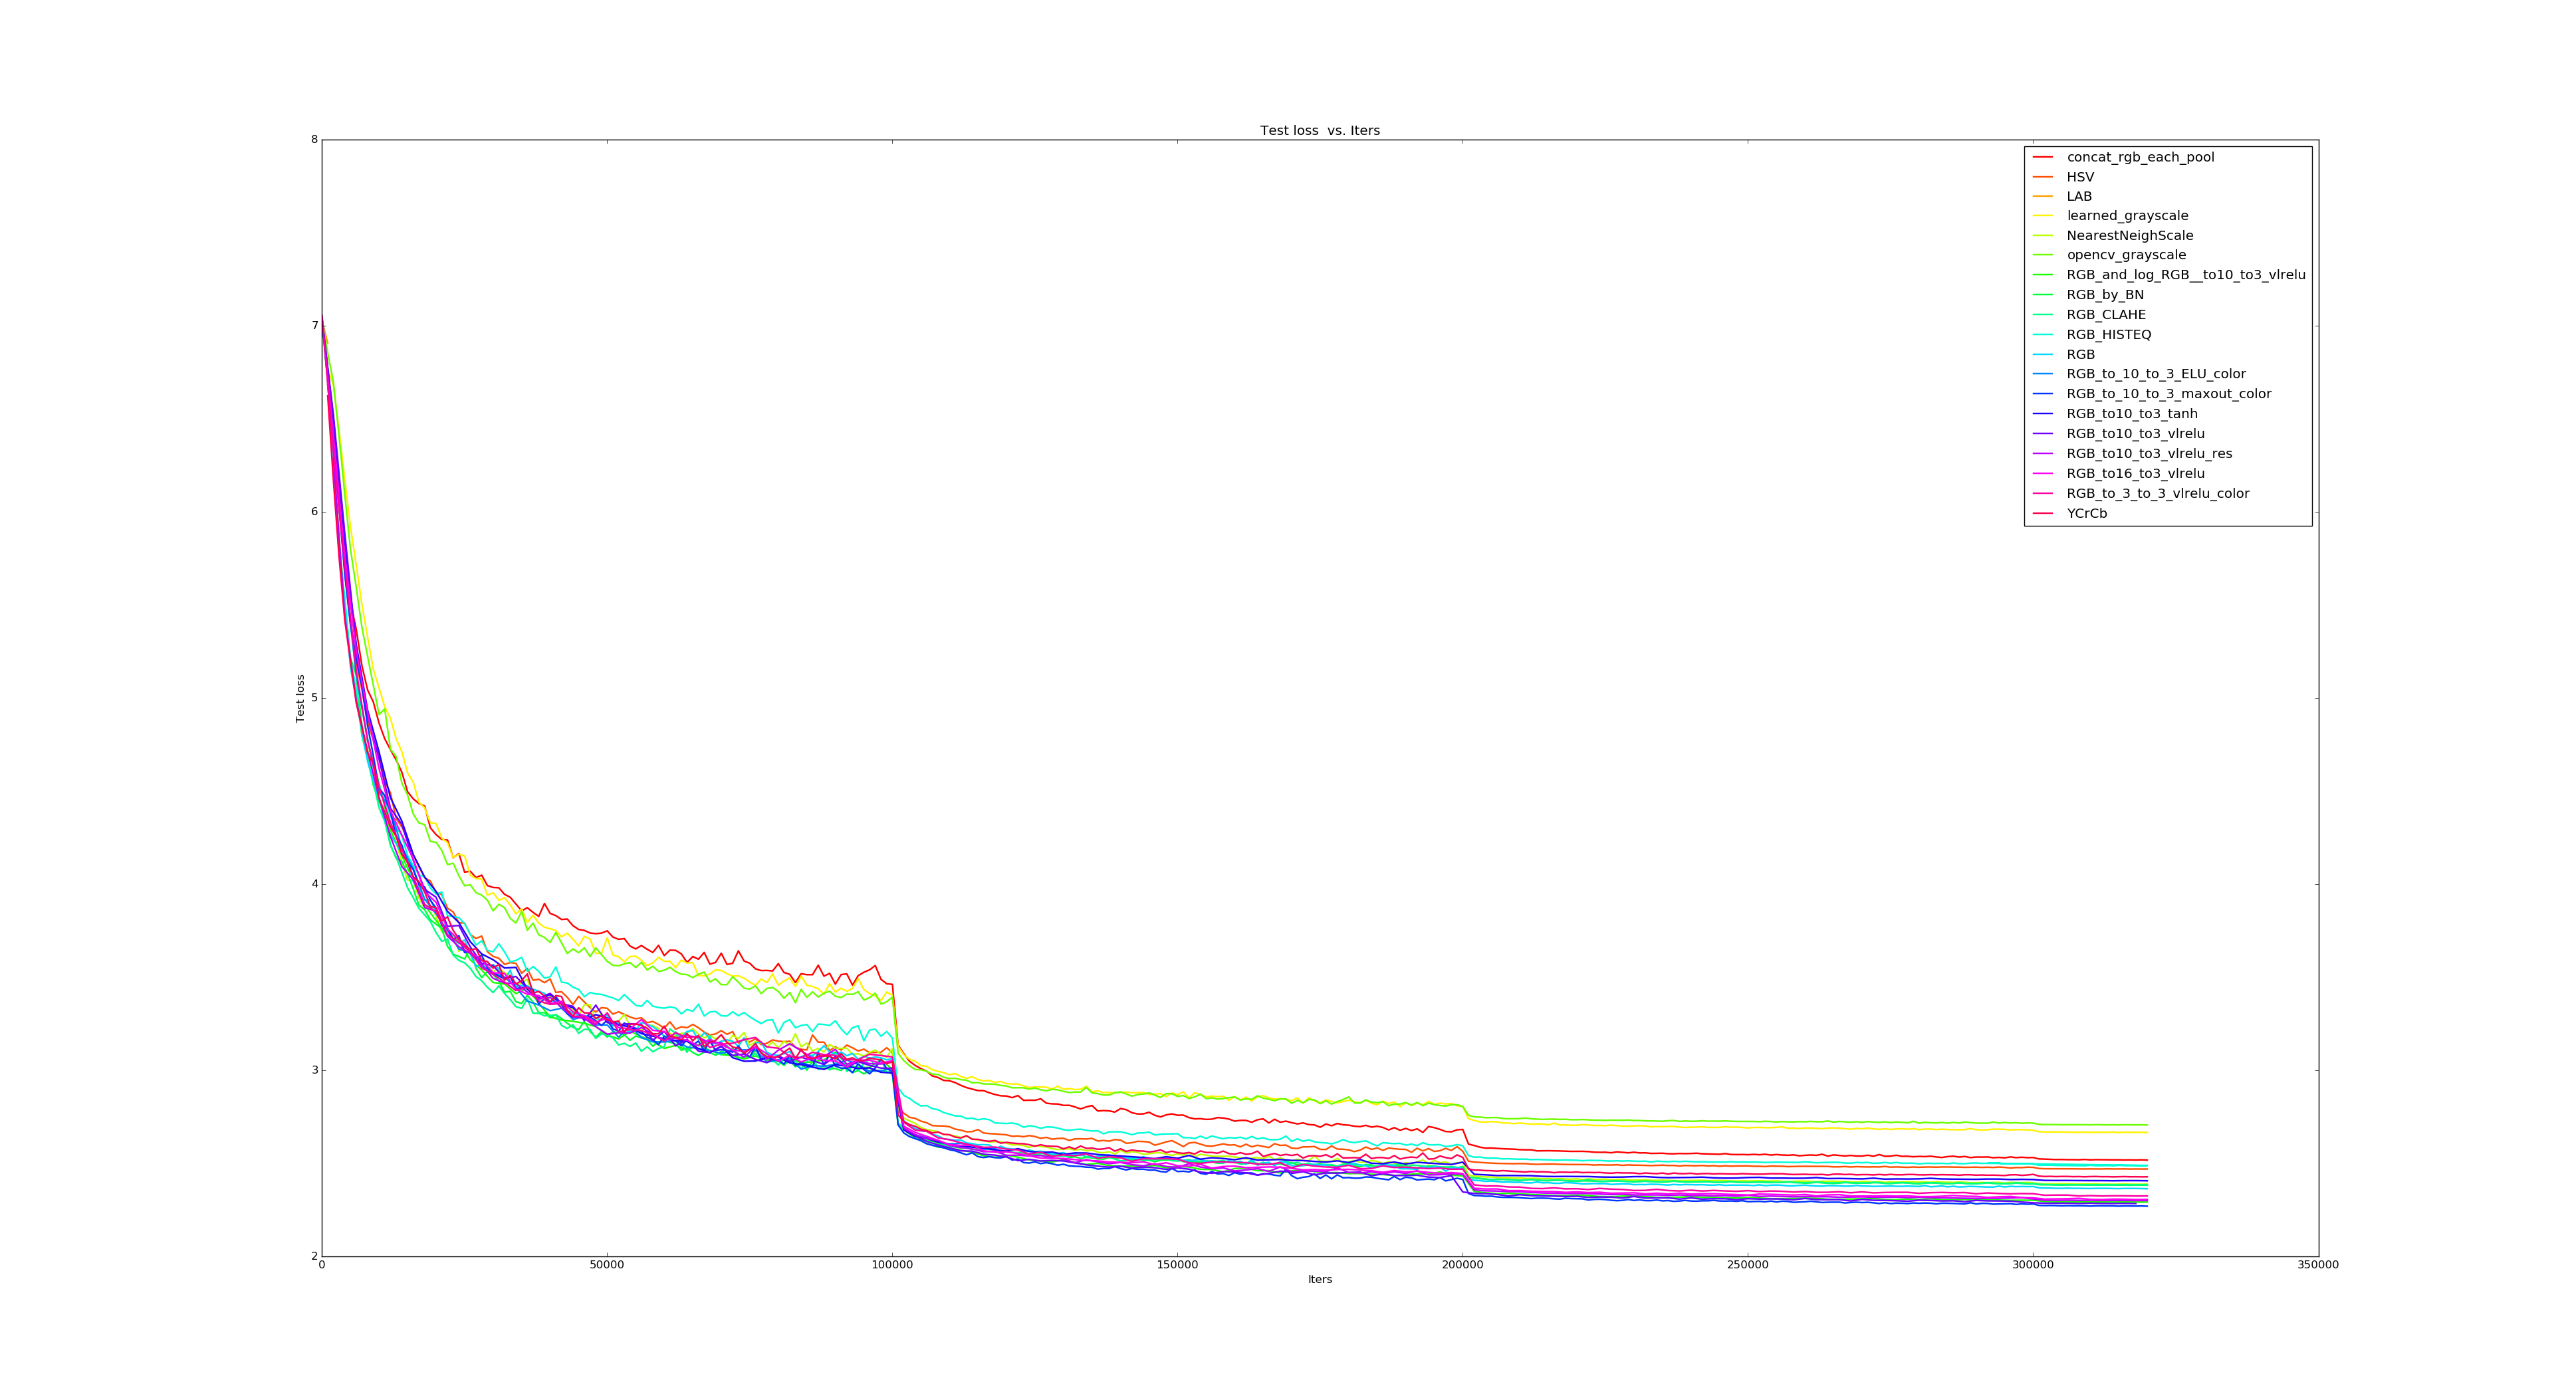 Test loss  vs. Iters
8
7
6
5
4
3
2
Test loss
0
50000
100000
150000
200000
250000
300000
350000
Iters
concat_rgb_each_pool
HSV
LAB
learned_grayscale
NearestNeighScale
opencv_grayscale
RGB_and_log_RGB__to10_to3_vlrelu
RGB_by_BN
RGB_CLAHE
RGB_HISTEQ
RGB
RGB_to_10_to_3_ELU_color
RGB_to_10_to_3_maxout_color
RGB_to10_to3_tanh
RGB_to10_to3_vlrelu
RGB_to10_to3_vlrelu_res
RGB_to16_to3_vlrelu
RGB_to_3_to_3_vlrelu_color
YCrCb